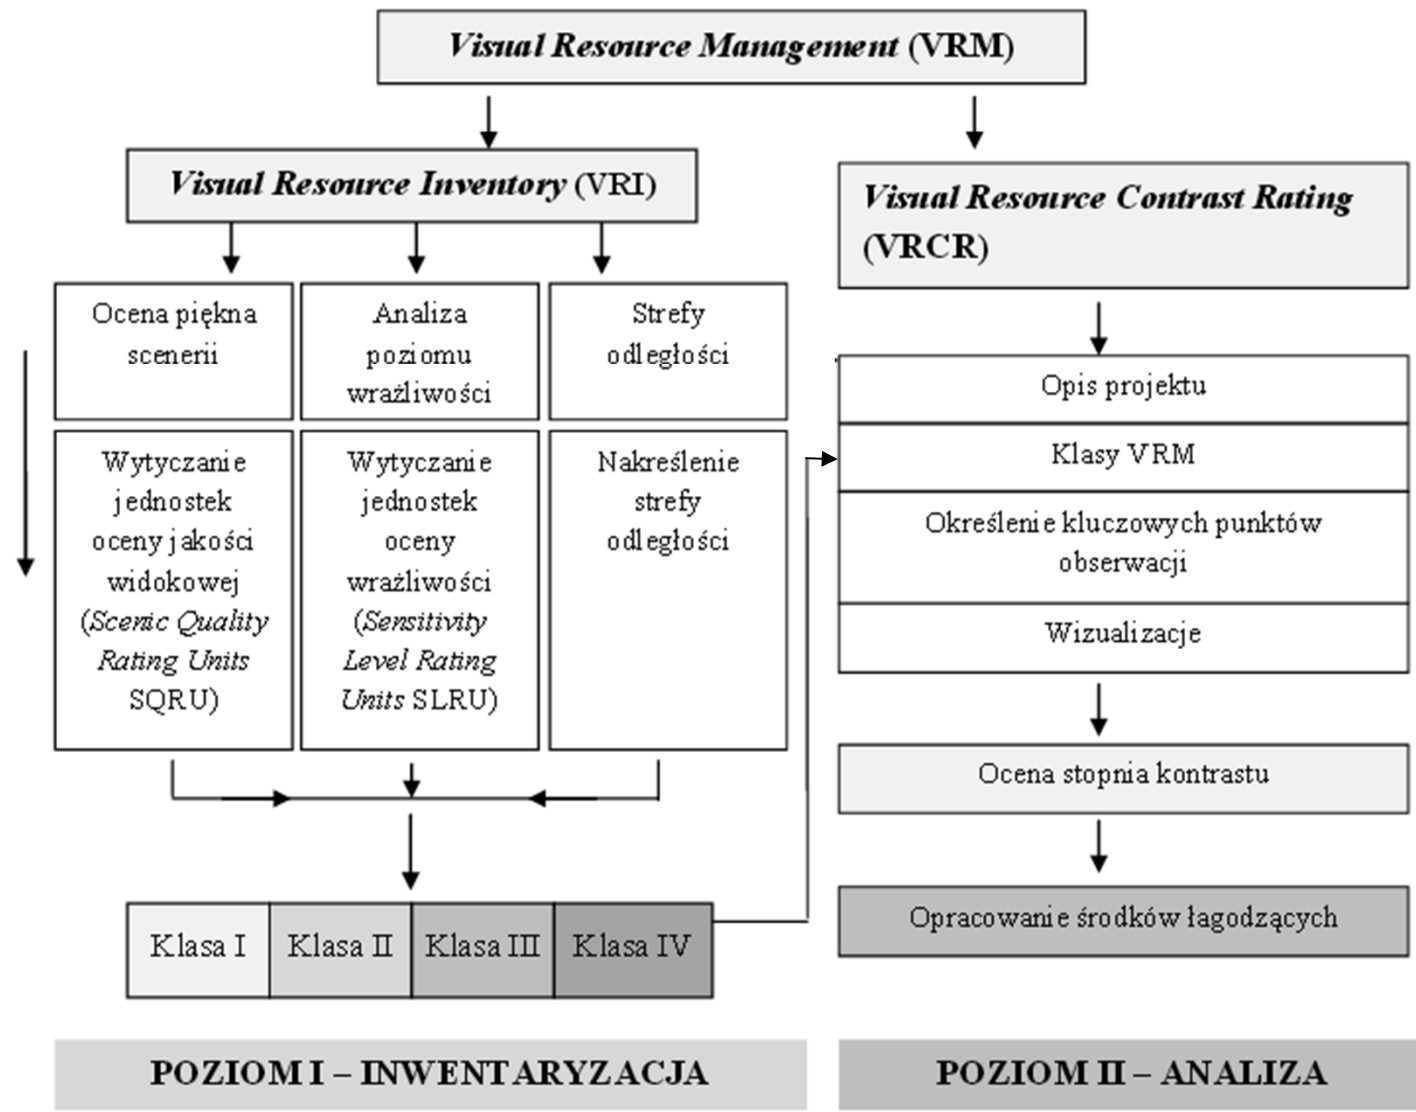 Visual Resource Management (VRM)
Visual Resource Inventory (VRI)
Ocena piękna
scenerii
Analiza
poziomu
wrażliwości
Strefy
odległości
Wytyczanie
jednostek
oceny jakości
widokowej
(Scenic Quality
Rating Units
SQRU)
Wytyczanie
jednostek
oceny
wrażliwości
(Sensitivity
Level Rating
Units SLRU)
Nakreślenie
strefy
odległości
Klasa I
Klasa II
Klasa III
Klasa IV
POZIOM I – INWENTARYZACJA
Visual Resource Contrast Rating
(VRCR)
Opis projektu
Klasy VRM
Określenie kluczowych punktów
obserwacji
Wizualizacje
Ocena stopnia kontrastu
Opracowanie środków łagodzących
POZIOM II – ANALIZA